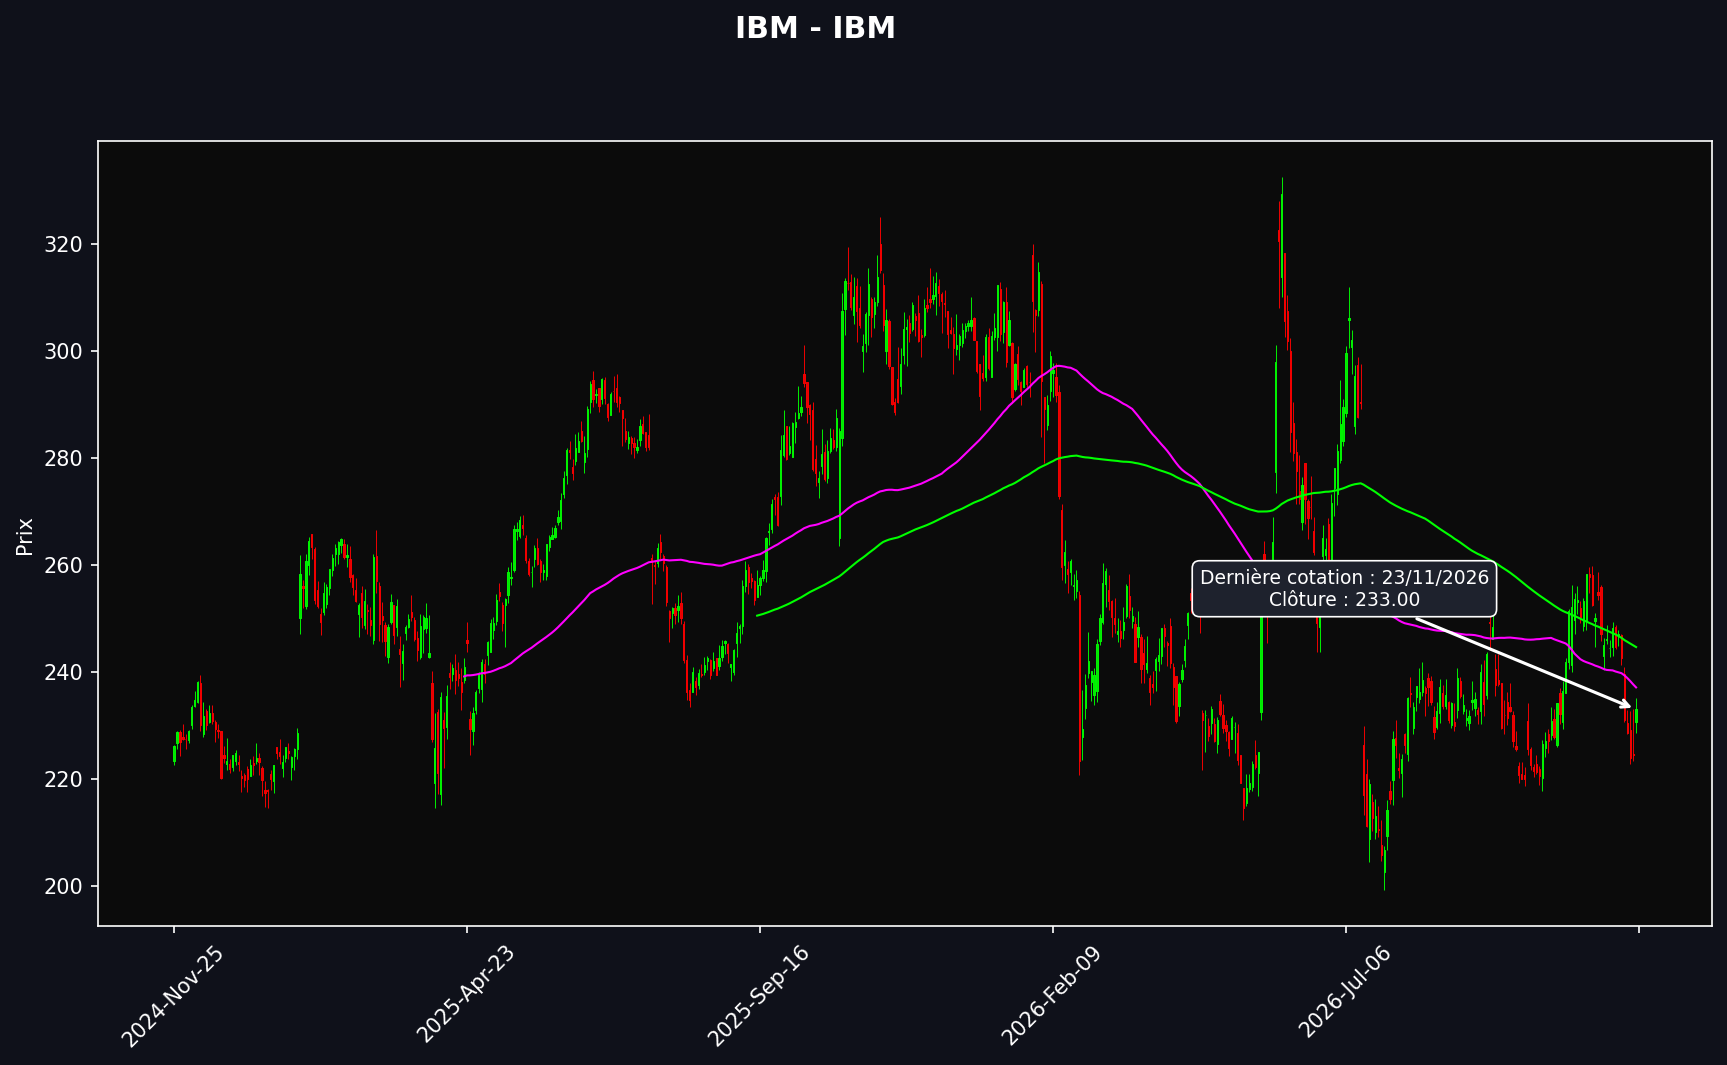 IBM - IBM
Prix
320
300
280
260
240
220
200
Dernière cotation : 23/11/2026
Clôture : 233.00
2024-Nov-25
2025-Apr-23
2025-Sep-16
2026-Feb-09
2026-Jul-06